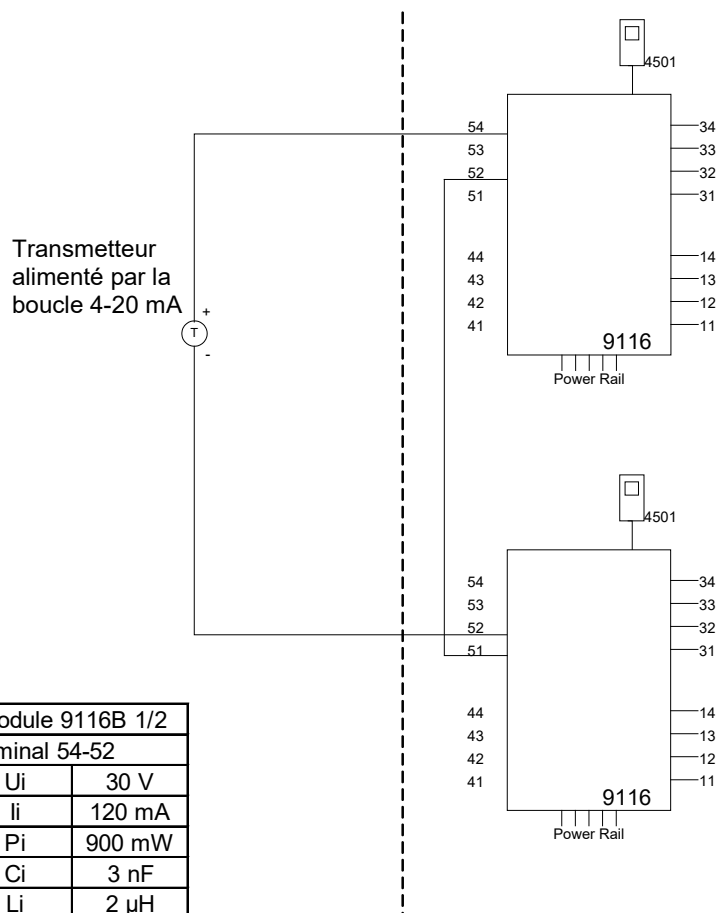 4501
54
53
52
51
34
33
32
31
Transmetteur
alimenté par la
boucle 4-20 mA
+
T
-
44
43
42
41
14
13
12
11
9116
Power Rail
4501
54
53
52
51
34
33
32
31
44
43
42
41
14
13
12
11
9116
Power Rail
odule 9116B 1/2
minal 54-52
Ui 30 V
Ii 120 mA
Pi 900 mW
Ci 3 nF
Li 2 µH